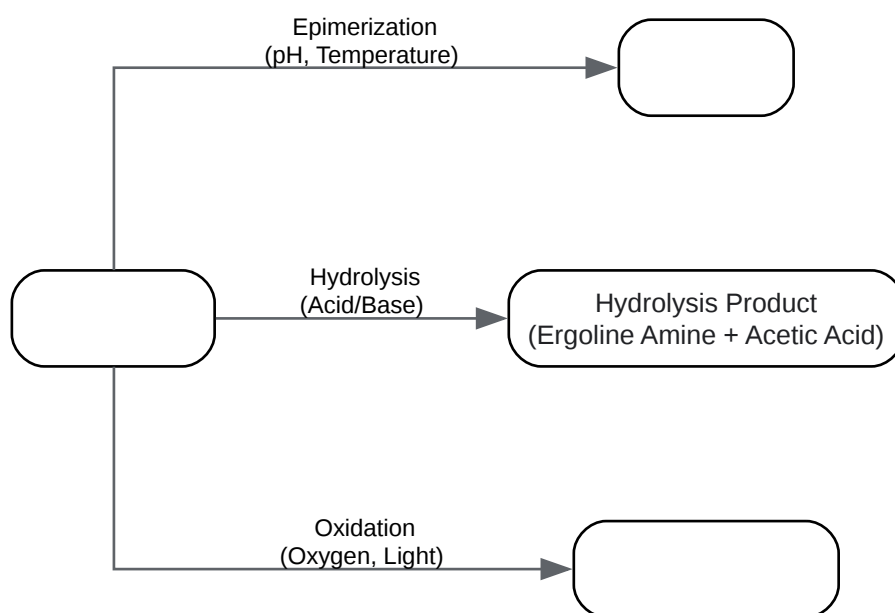 Epimerization
(pH, Temperature)
Hydrolysis
(Acid/Base)
Hydrolysis Product
(Ergoline Amine + Acetic Acid)
Oxidation
(Oxygen, Light)